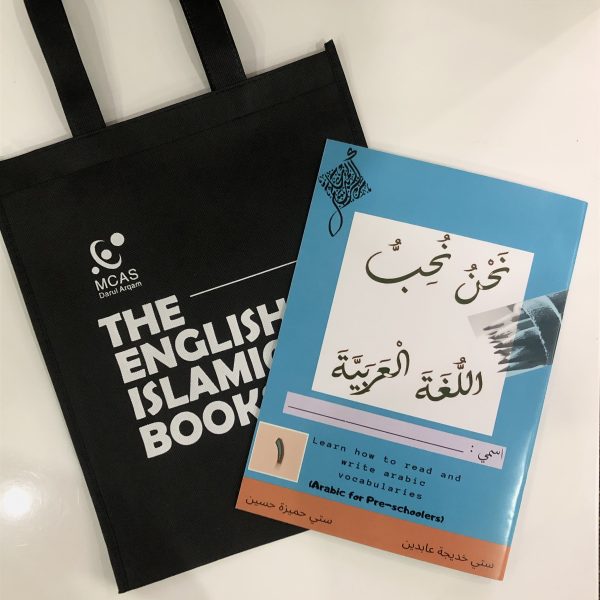 MCAS
Darul Arqam
THE
ENGLISH
ISLAMIC
BOOK
نَحْنُ نُحِبُّ
اللُّغَةَ الْعَرَبِيَّةَ
اسمي :
١
Learn how to read and
write arabic
vocabularies
(Arabic for Pre-schoolers)
ستي حميزة حسين
ستي خديجة عابدين